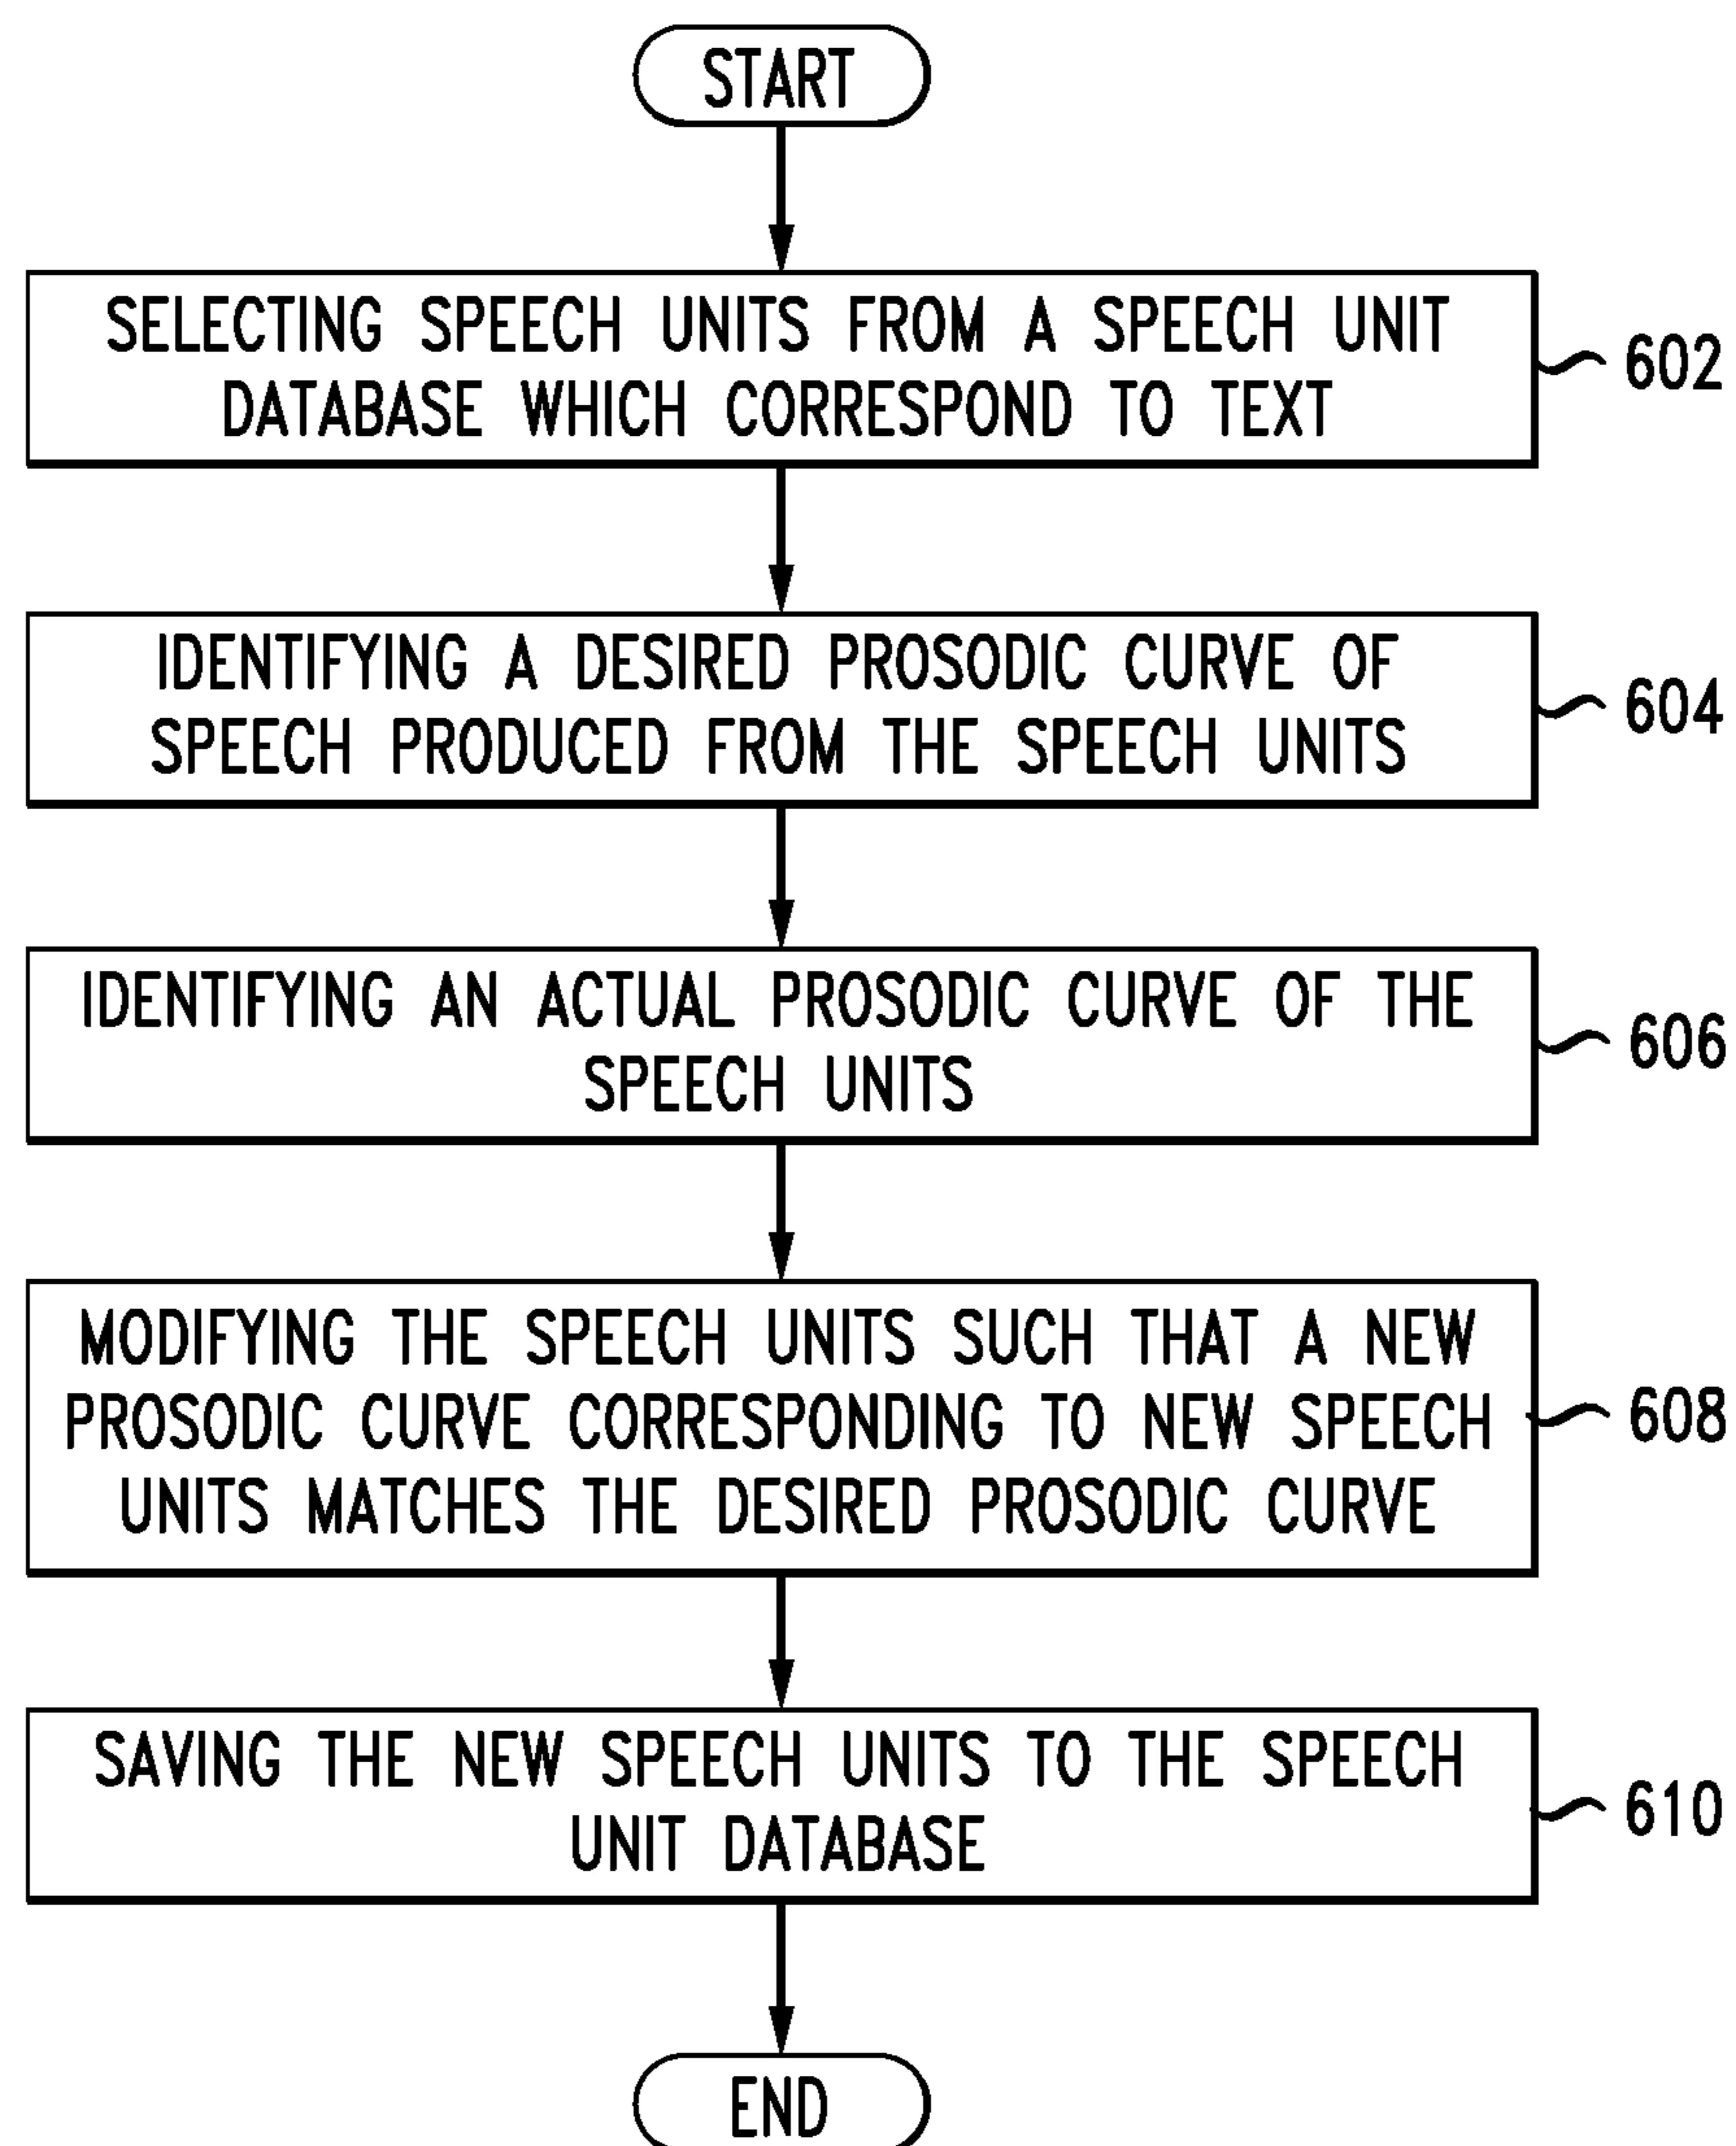 START
SELECTING SPEECH UNITS FROM A SPEECH UNIT
DATABASE WHICH CORRESPOND TO TEXT
602
IDENTIFYING A DESIRED PROSODIC CURVE OF
SPEECH PRODUCED FROM THE SPEECH UNITS
604
IDENTIFYING AN ACTUAL PROSODIC CURVE OF THE
SPEECH UNITS
606
MODIFYING THE SPEECH UNITS SUCH THAT A NEW
PROSODIC CURVE CORRESPONDING TO NEW SPEECH
UNITS MATCHES THE DESIRED PROSODIC CURVE
608
SAVING THE NEW SPEECH UNITS TO THE SPEECH
UNIT DATABASE
610
END